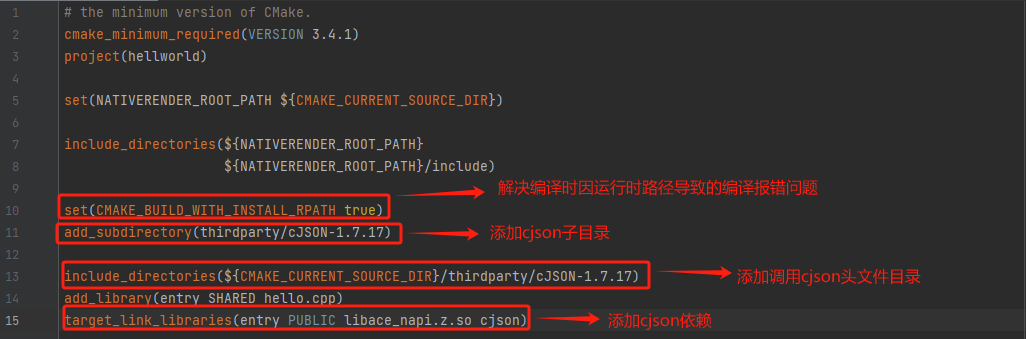 1 # the minimum version of CMake.
2 cmake_minimum_required(VERSION 3.4.1)
3 project(hellworld)
4
5 set(NATIVERENDER_ROOT_PATH ${CMAKE_CURRENT_SOURCE_DIR})
6
7 include_directories(${NATIVERENDER_ROOT_PATH}
8 ${NATIVERENDER_ROOT_PATH}/include)
9 解决编译时因运行时路径导致的编译报错问题
10 set(CMAKE_BUILD_WITH_INSTALL_RPATH true)
11 add_subdirectory(thirdparty/cJSON-1.7.17) 添加cjson子目录
12
13 include_directories(${CMAKE_CURRENT_SOURCE_DIR}/thirdparty/cJSON-1.7.17) 添加调用cjson头文件目录
14 add_library(entry SHARED hello.cpp)
15 target_link_libraries(entry PUBLIC libace_napi.z.so cjson) 添加cjson依赖